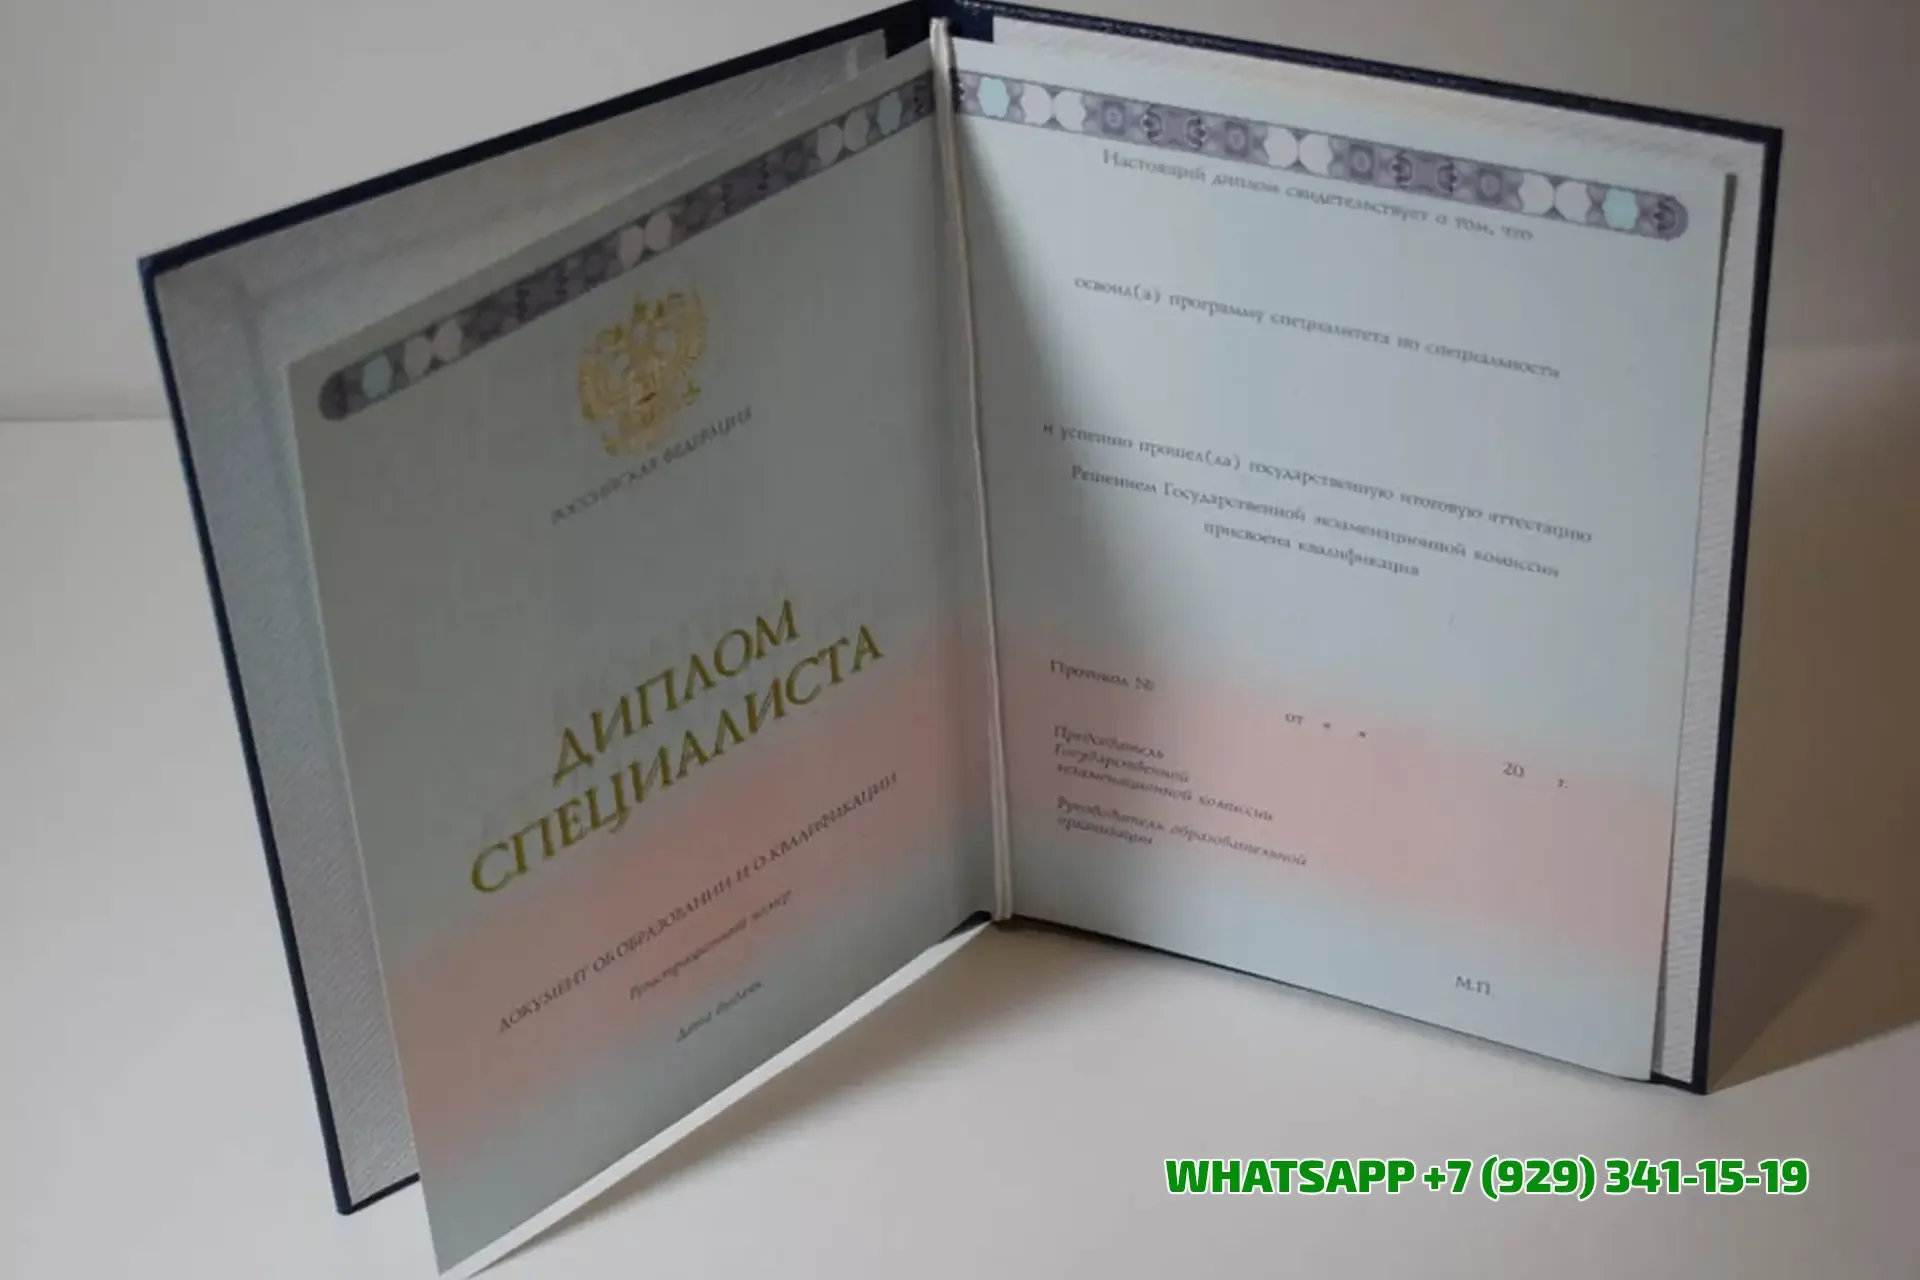 РОССИЙСКАЯ ФЕДЕРАЦИЯ
ДИПЛОМ
СПЕЦИАЛИСТА
ДОКУМЕНТ ОБ ОБРАЗОВАНИИ И О КВАЛИФИКАЦИИ
Регистрационный номер
Дата выдачи
Настоящий диплом свидетельствует о том, что
освоил(а) программу специалитета по специальности
и успешно прошел(ла) государственную итоговую аттестацию
Решением Государственной экзаменационной комиссии
присвоена квалификация
Протокол №
от « »
20 г.
Председатель
Государственной
экзаменационной комиссии
Руководитель образовательной
организации
М.П.
WHATSAPP +7 (929) 341-15-19